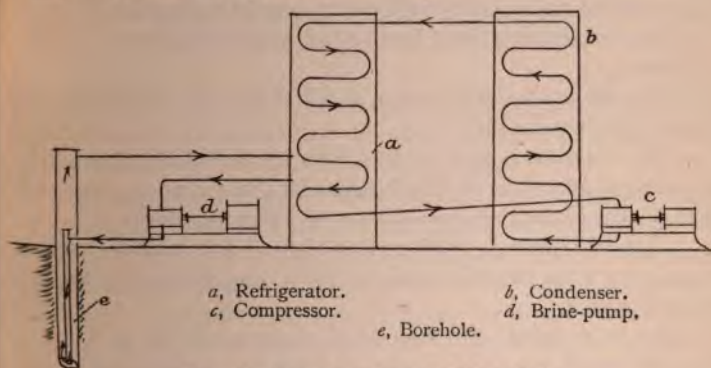 b
a
c
d
e
a, Refrigerator. b, Condenser.
c, Compressor. d, Brine-pump.
e, Borehole.